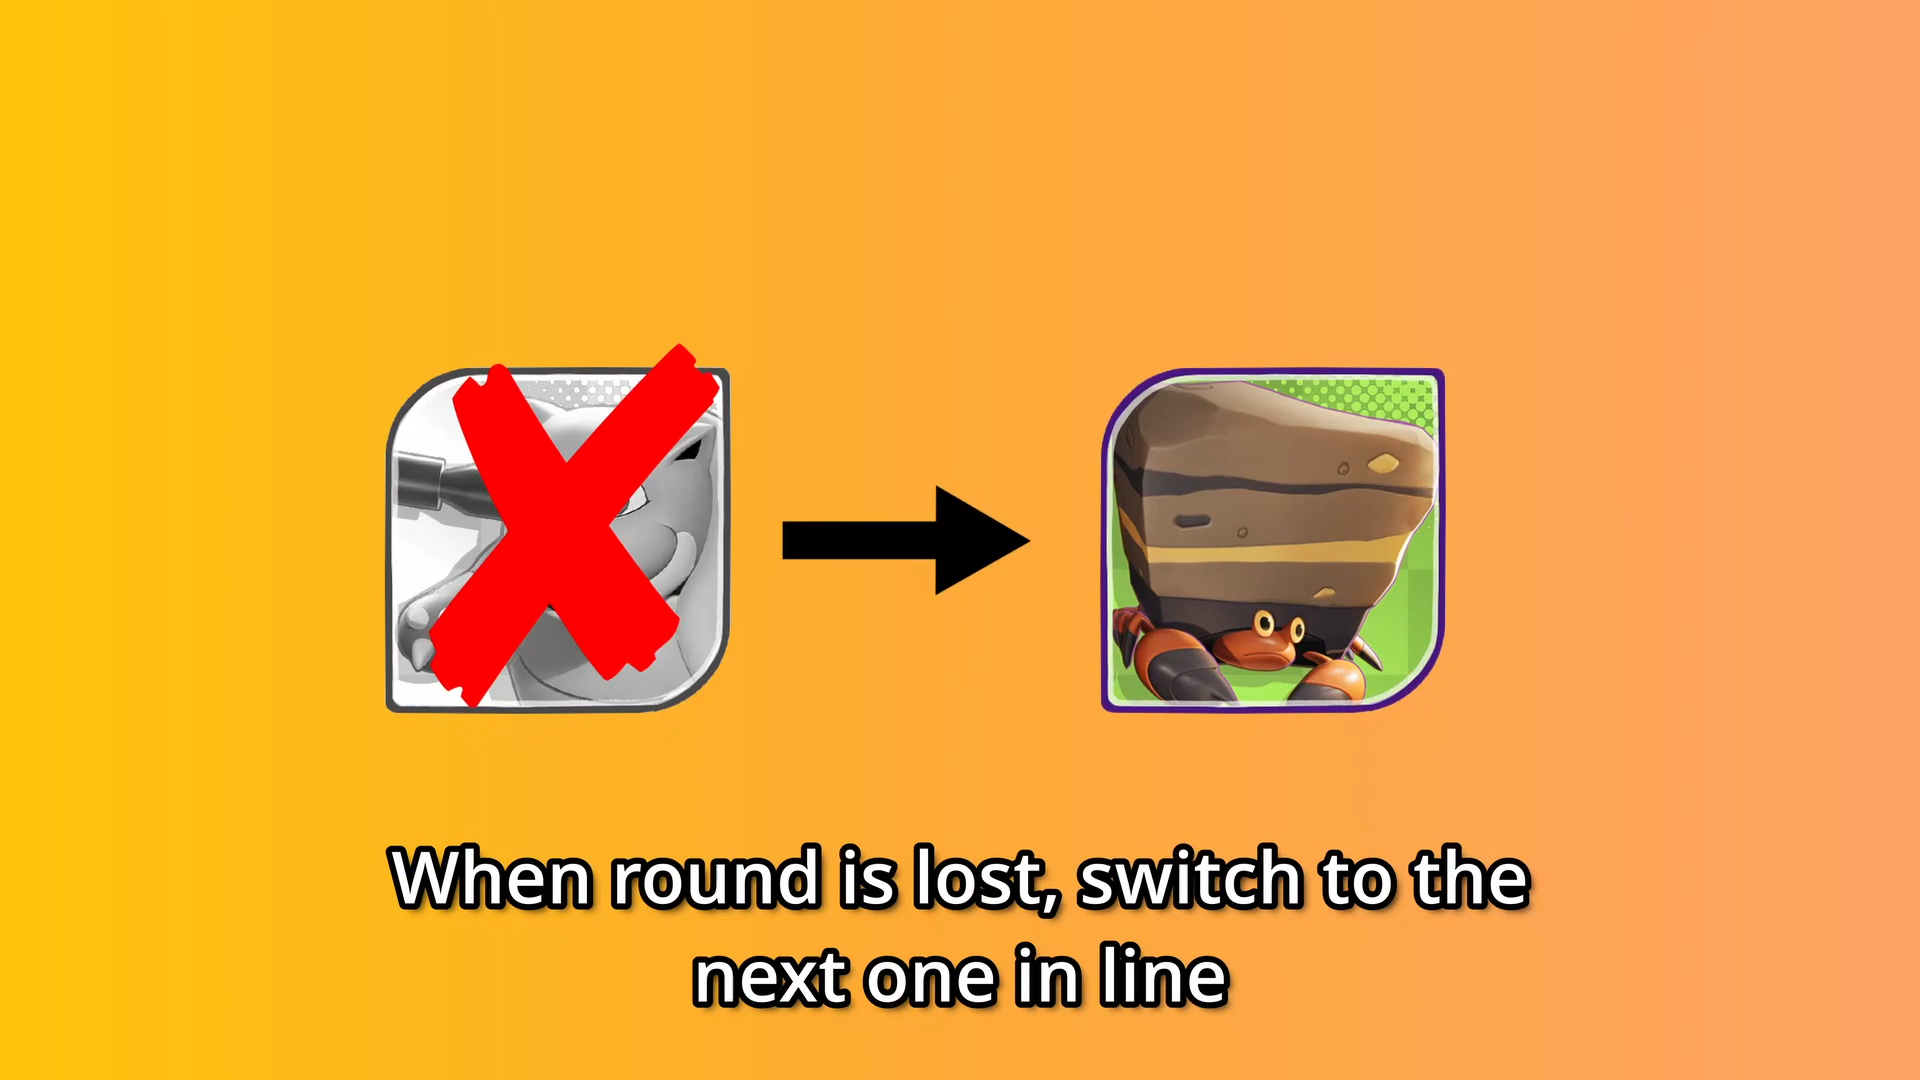 When round is lost, switch to the
next one in line